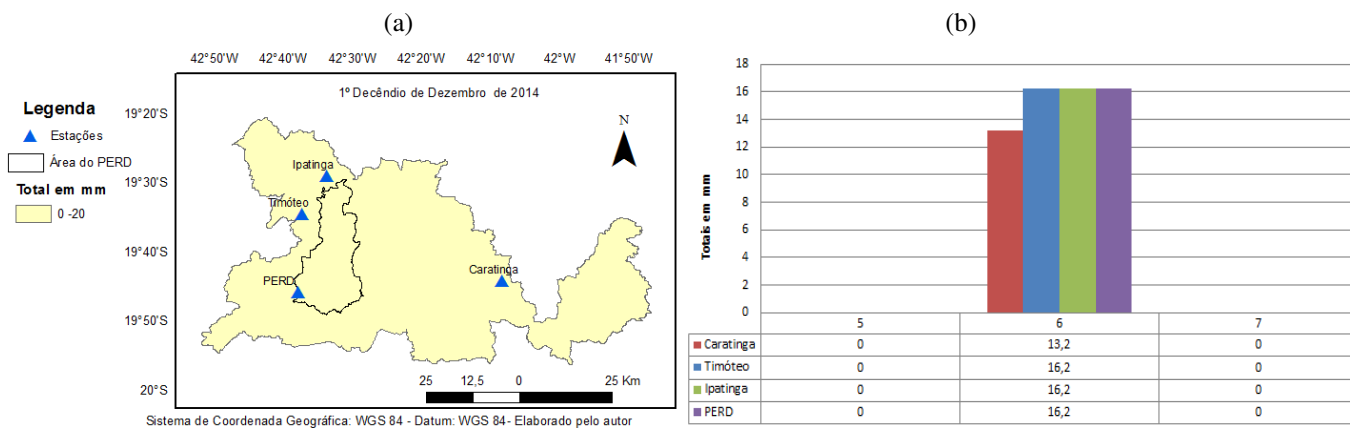 (a)
42°50'W 42°40'W 42°30'W 42°20'W 42°10'W 42°W 41°50'W
1º Decêndio de Dezembro de 2014
19°20'S
19°30'S
19°40'S
19°50'S
20°S
Legenda
Estações
Área do PERD
Total em mm
0 -20
N
Ipatinga
Timóteo
PERD
Caratinga
25 12,5 0 25 Km
Sistema de Coordenada Geográfica: WGS 84 - Datum: WGS 84- Elaborado pelo autor
(b)
Totais em mm
18
16
14
12
10
8
6
4
2
0
5 6 7
Caratinga 0 13,2 0
Timóteo 0 16,2 0
Ipatinga 0 16,2 0
PERD 0 16,2 0